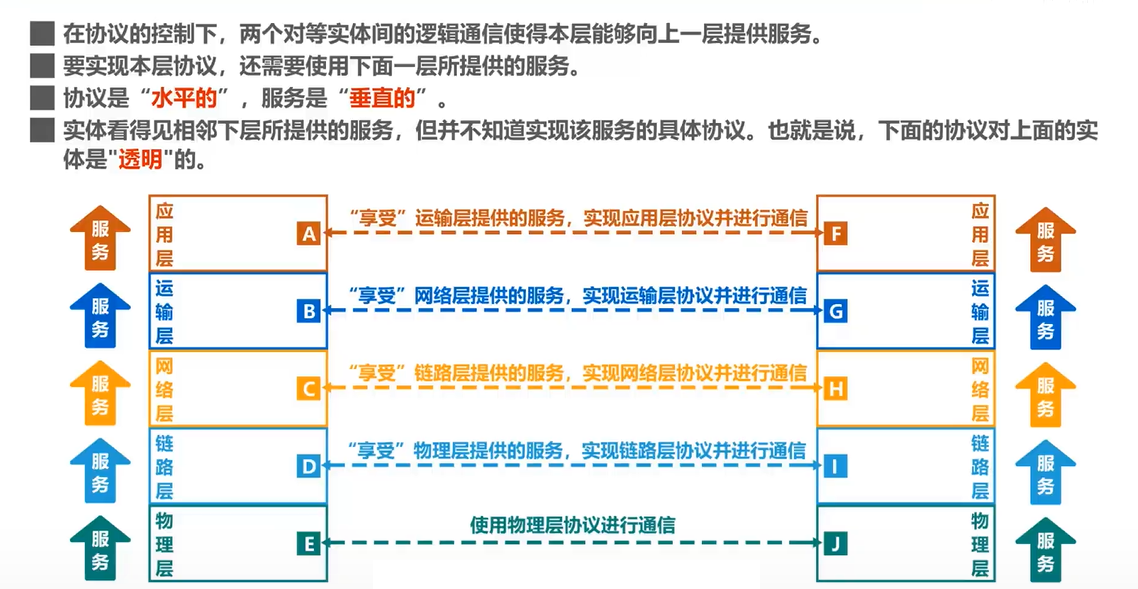 在协议的控制下，两个对等实体间的逻辑通信使得本层能够向上一层提供服务。
要实现本层协议，还需要使用下面一层所提供的服务。
协议是“水平的”，服务是“垂直的”。
实体看得见相邻下层所提供的服务，但并不知道实现该服务的具体协议。也就是说，下面的协议对上面的实
体是"透明"的。
服务 应用层 A “享受”运输层提供的服务，实现应用层协议并进行通信 F 应用层 服务
服务 运输层 B “享受”网络层提供的服务，实现运输层协议并进行通信 G 运输层 服务
服务 网络层 C “享受”链路层提供的服务，实现网络层协议并进行通信 H 网络层 服务
服务 链路层 D “享受”物理层提供的服务，实现链路层协议并进行通信 I 链路层 服务
服务 物理层 E 使用物理层协议进行通信 J 物理层 服务